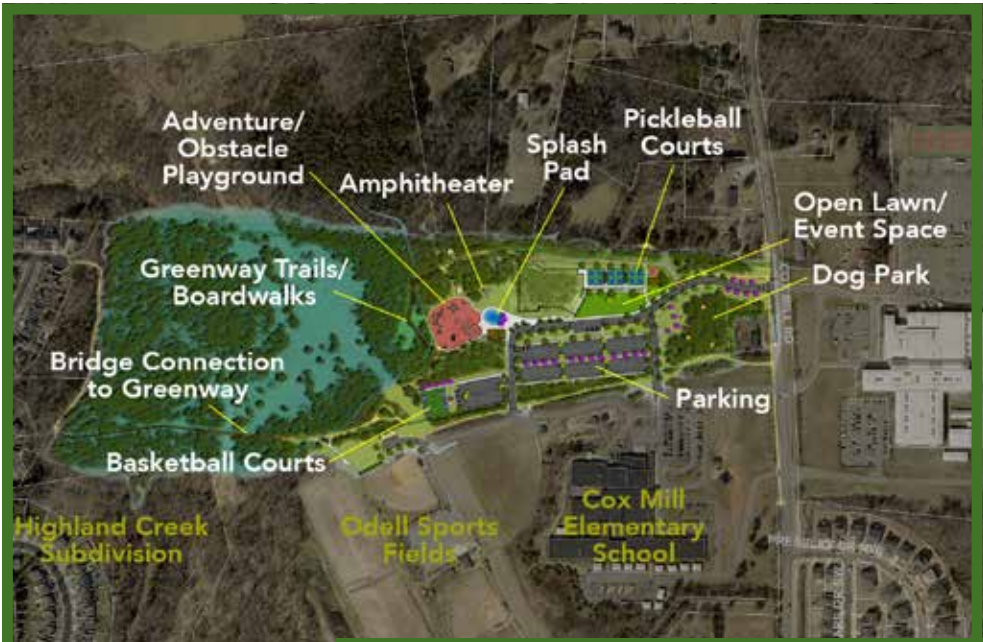 Adventure/
Obstacle
Playground
Amphitheater
Splash
Pad
Pickleball
Courts
Open Lawn/
Event Space
Dog Park
Greenway Trails/
Boardwalks
Bridge Connection
to Greenway
Parking
Basketball Courts
Highland Creek
Subdivision
Odell Sports
Fields
Cox Mill
Elementary
School